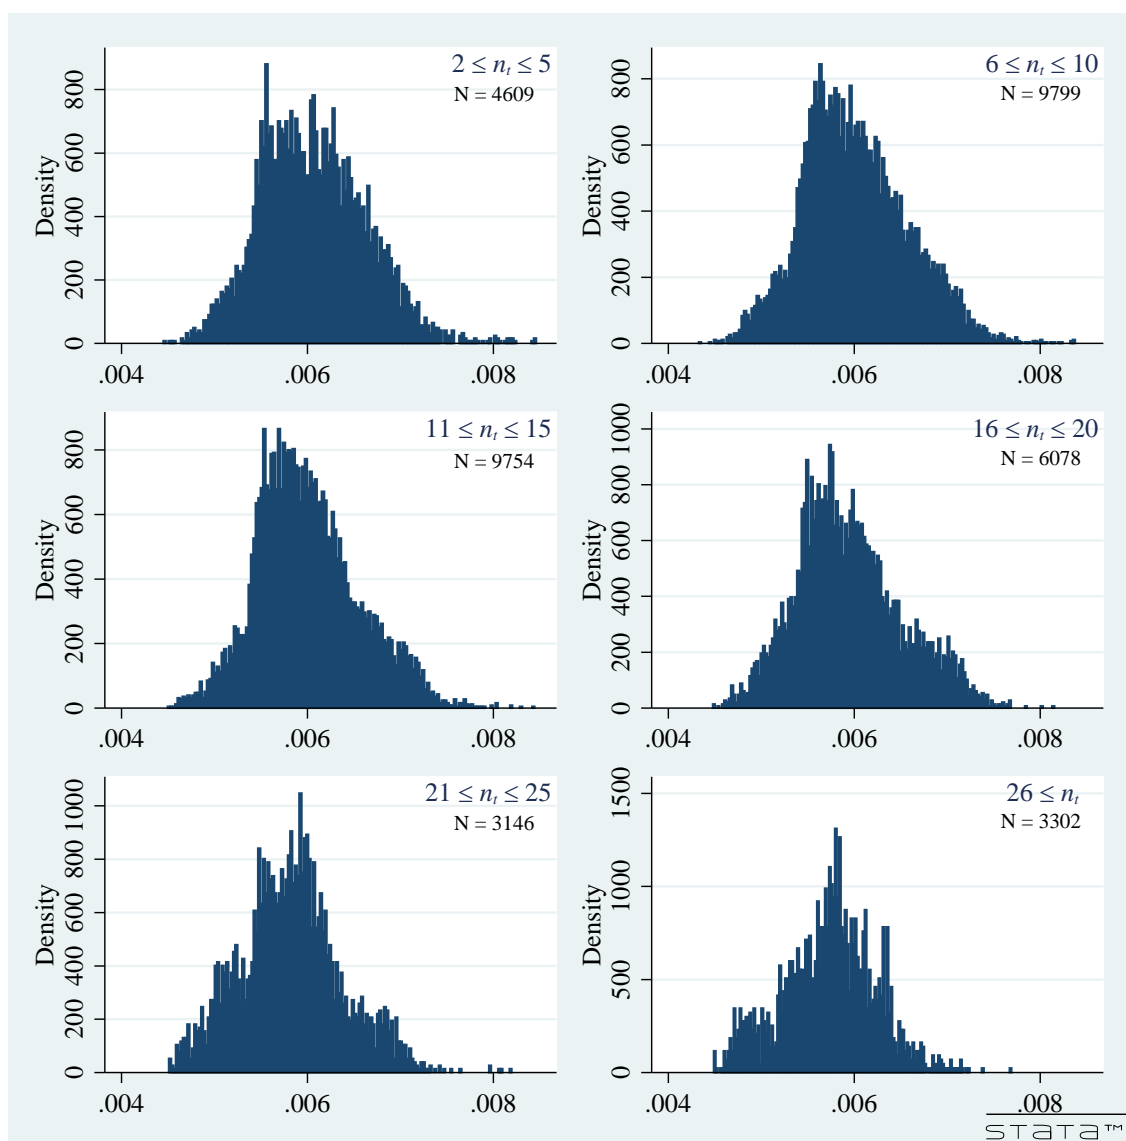 2 ≤ nₜ ≤ 5
N = 4609
Density
0 200 400 600 800
.004 .006 .008
6 ≤ nₜ ≤ 10
N = 9799
Density
0 200 400 600 800
.004 .006 .008
11 ≤ nₜ ≤ 15
N = 9754
Density
0 200 400 600 800
.004 .006 .008
16 ≤ nₜ ≤ 20
N = 6078
Density
0 200 400 600 800 1000
.004 .006 .008
21 ≤ nₜ ≤ 25
N = 3146
Density
0 200 400 600 800 1000
.004 .006 .008
26 ≤ nₜ
N = 3302
Density
0 500 1000 1500
.004 .006 .008
STATA™